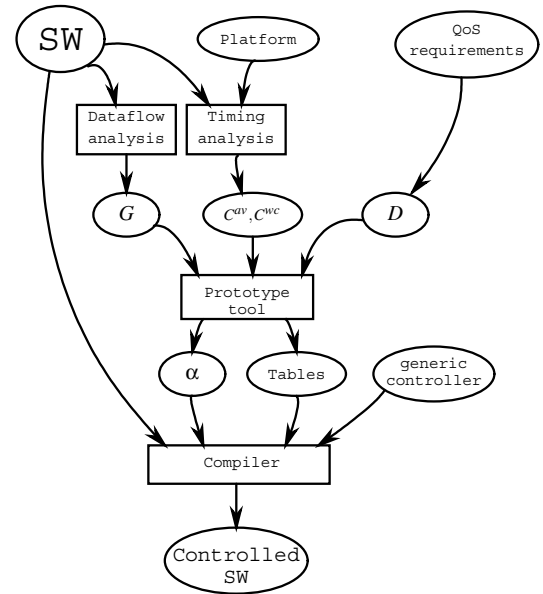 SW
Platform
QoS
requirements
Dataflow
analysis
Timing
analysis
G
C^av,C^wc
D
Prototype
tool
α
Tables
generic
controller
Compiler
Controlled
SW